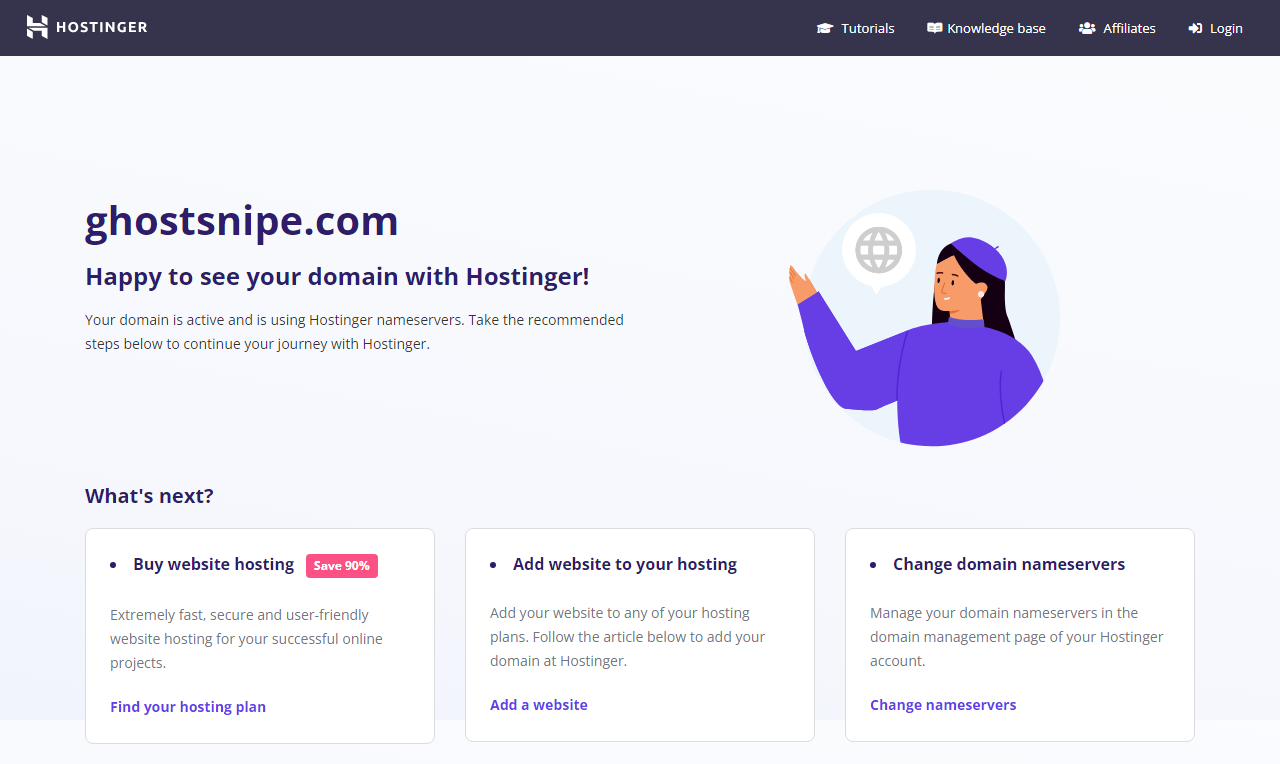 HOSTINGER
Tutorials
Knowledge base
Affiliates
Login
ghostsnipe.com
Happy to see your domain with Hostinger!
Your domain is active and is using Hostinger nameservers. Take the recommended
steps below to continue your journey with Hostinger.
What's next?
Buy website hosting Save 90%
Extremely fast, secure and user-friendly
website hosting for your successful online
projects.
Find your hosting plan
Add website to your hosting
Add your website to any of your hosting
plans. Follow the article below to add your
domain at Hostinger.
Add a website
Change domain nameservers
Manage your domain nameservers in the
domain management page of your Hostinger
account.
Change nameservers